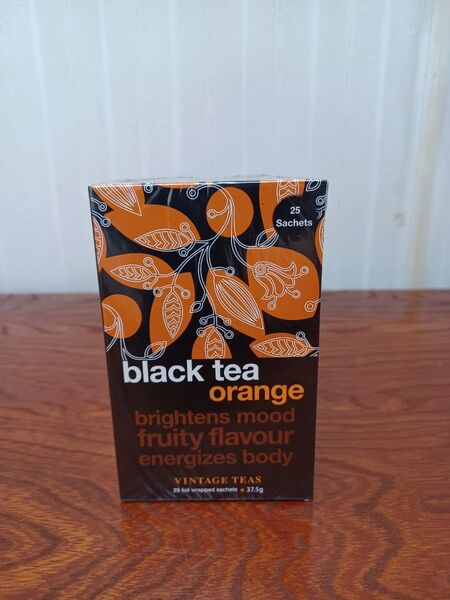 25
Sachets
black tea
orange
brightens mood
fruity flavour
energizes body
VINTAGE TEAS
25 foil wrapped sachets ● 37.5g